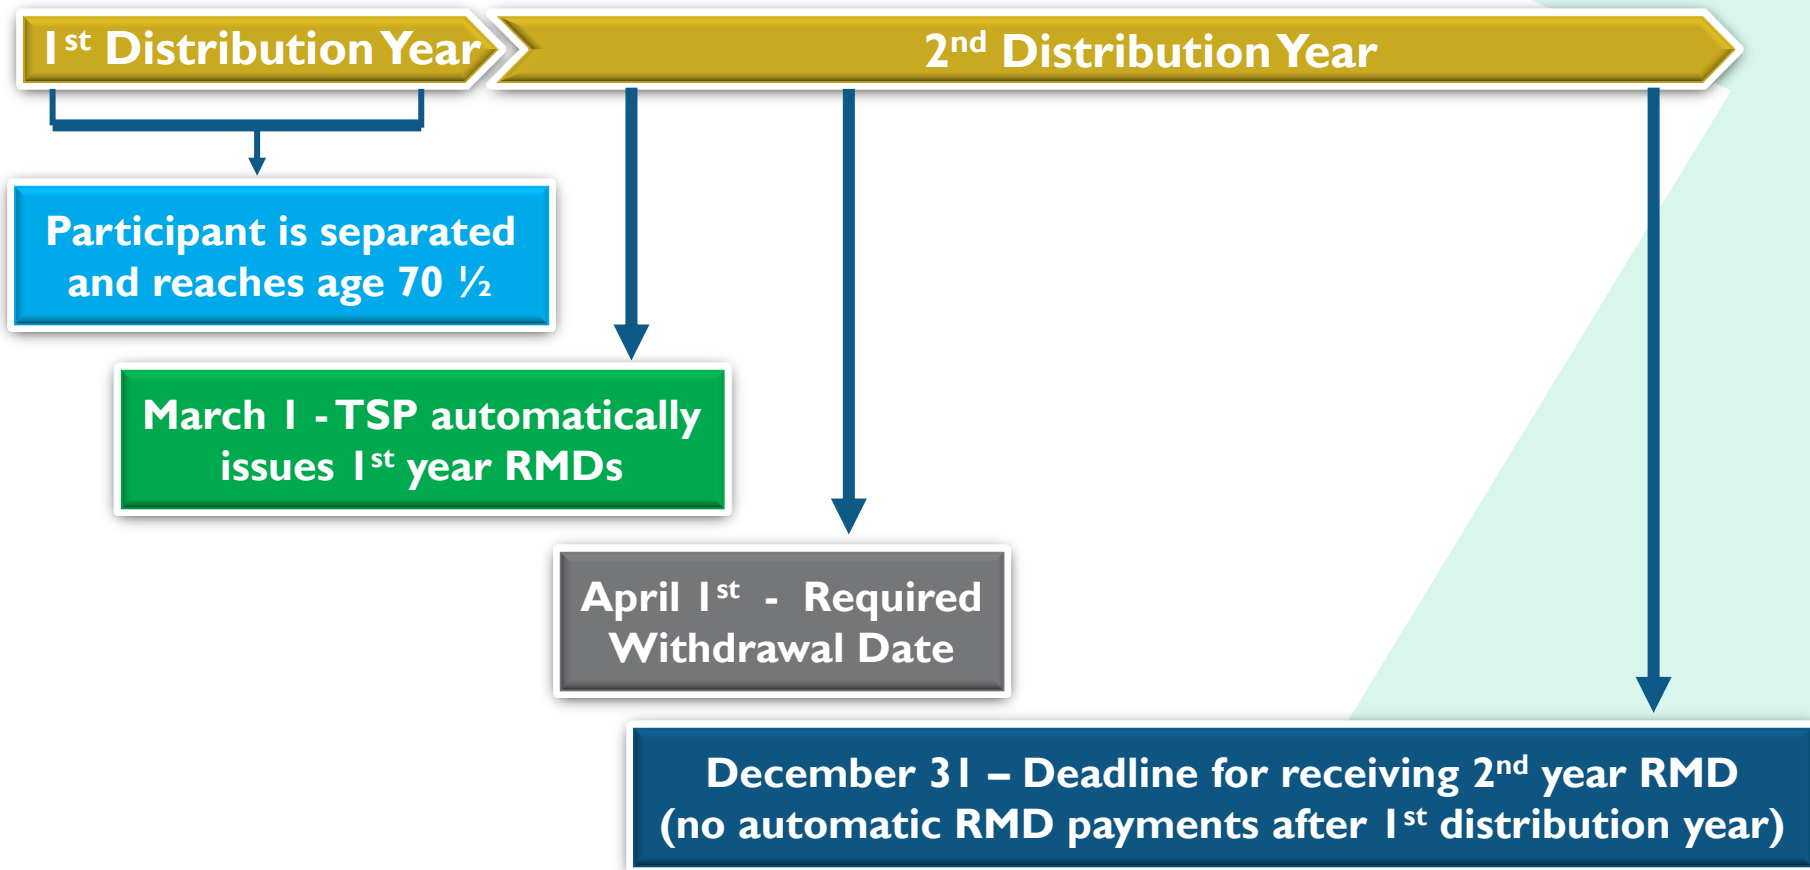 1st Distribution Year
2nd Distribution Year
Participant is separated
and reaches age 70 ½
March 1 - TSP automatically
issues 1st year RMDs
April 1st - Required
Withdrawal Date
December 31 – Deadline for receiving 2nd year RMD
(no automatic RMD payments after 1st distribution year)